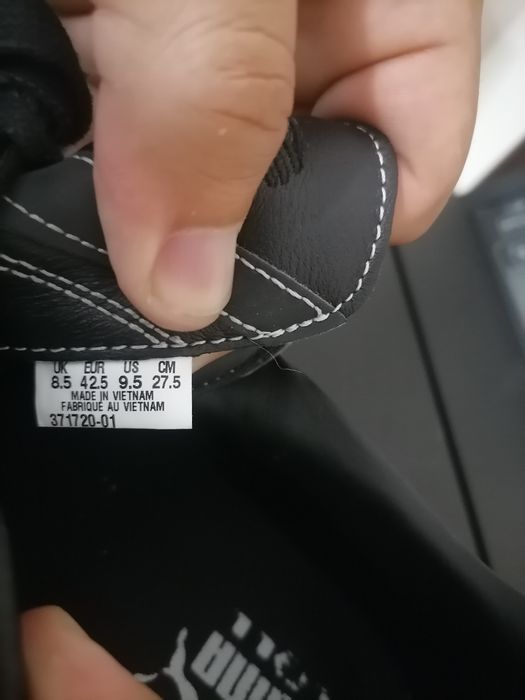 UK EUR US CM
8.5 42.5 9.5 27.5
MADE IN VIETNAM
FABRIQUÉ AU VIETNAM
371720-01
PUMA